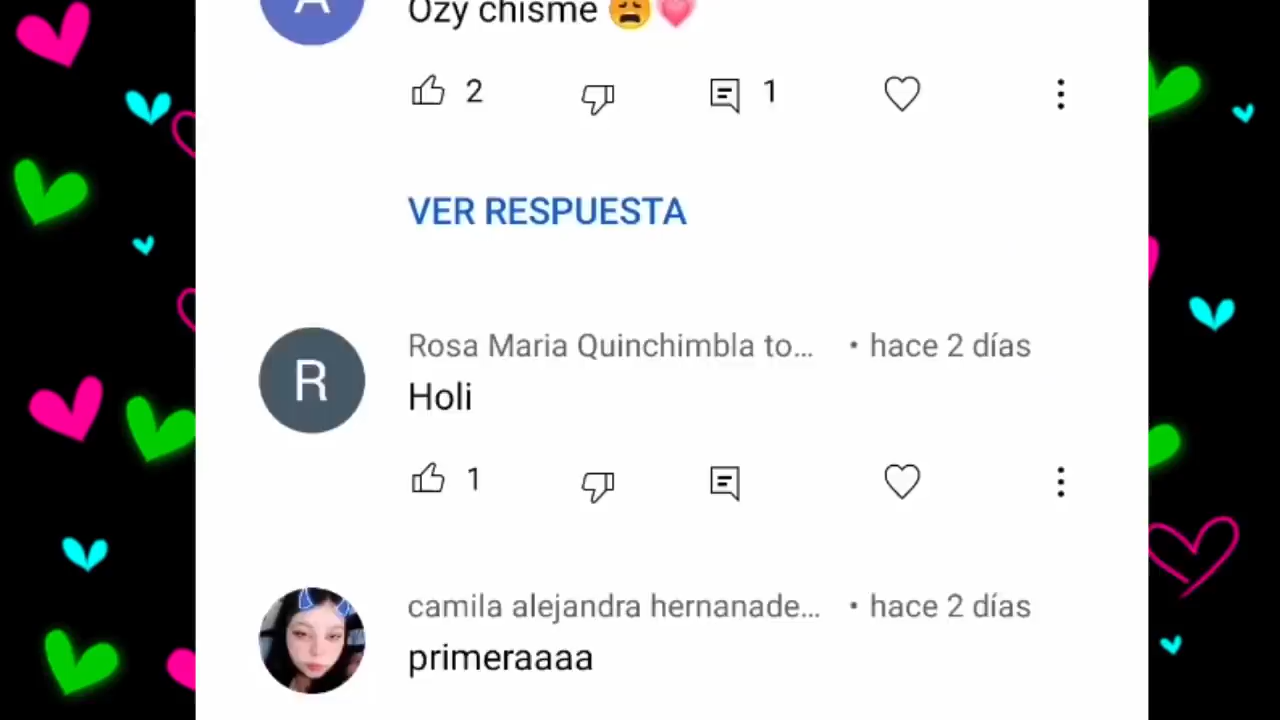 A
Ozy chisme 😩💗
2
1
VER RESPUESTA
R
Rosa Maria Quinchimbla to... • hace 2 días
Holi
1
camila alejandra hernanade... • hace 2 días
primeraaaa